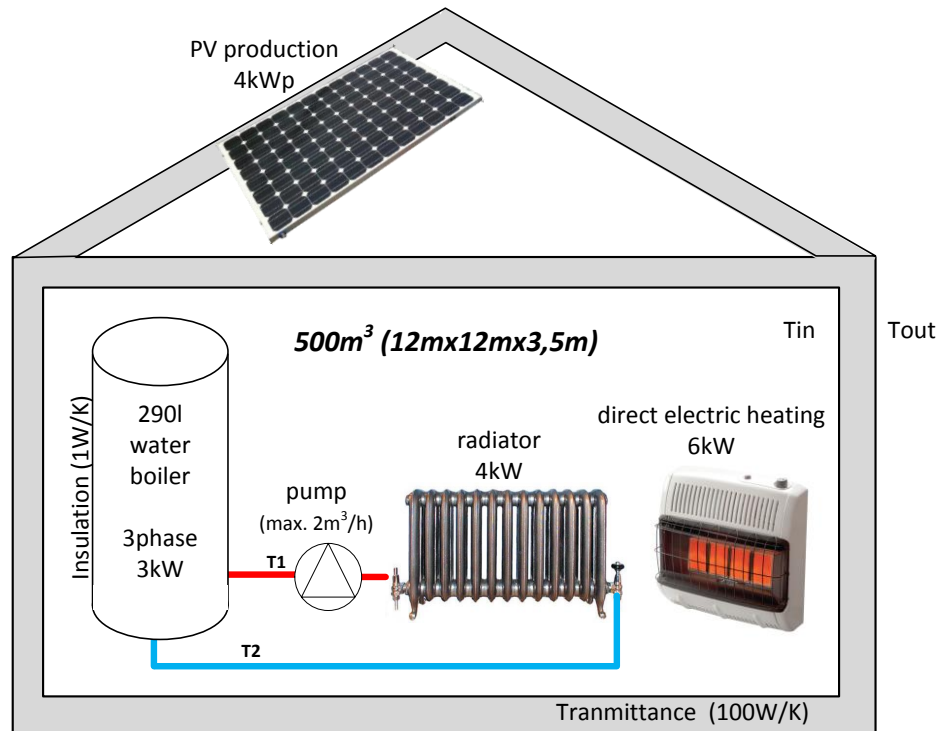 PV production
4kWp
500m³ (12mx12mx3,5m)
Tin
Tout
Insulation (1W/K)
290l
water
boiler
3phase
3kW
T1
T2
pump
(max. 2m³/h)
radiator
4kW
direct electric heating
6kW
Tranmittance (100W/K)